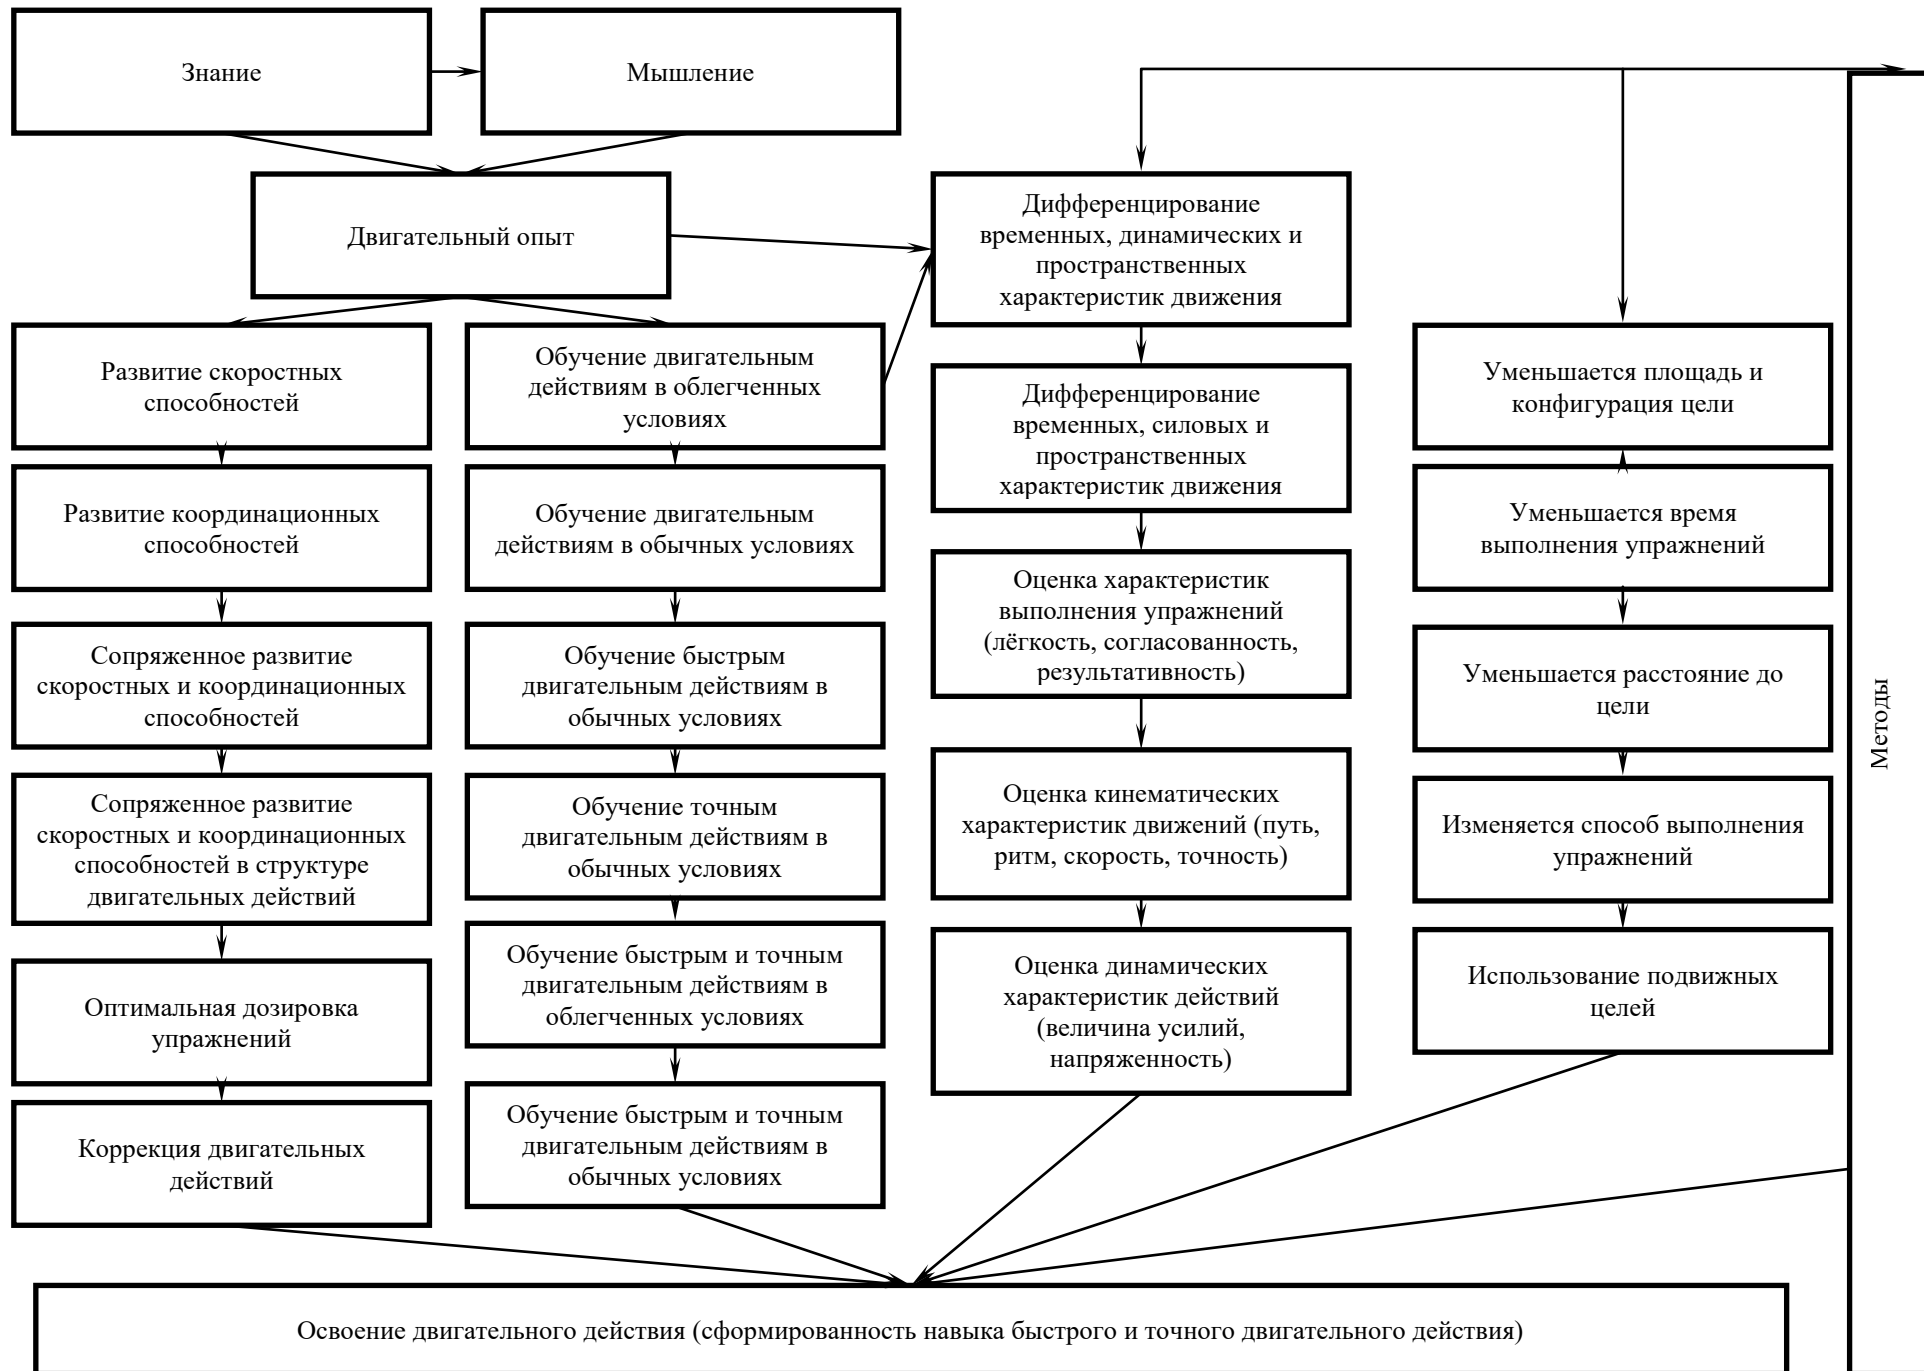 Знание
Мышление
Двигательный опыт
Развитие скоростных
способностей
Развитие координационных
способностей
Сопряженное развитие
скоростных и координационных
способностей
Сопряженное развитие
скоростных и координационных
способностей в структуре
двигательных действий
Оптимальная дозировка
упражнений
Коррекция двигательных
действий
Обучение двигательным
действиям в облегченных
условиях
Обучение двигательным
действиям в обычных условиях
Обучение быстрым
двигательным действиям в
обычных условиях
Обучение точным
двигательным действиям в
обычных условиях
Обучение быстрым и точным
двигательным действиям в
облегченных условиях
Обучение быстрым и точным
двигательным действиям в
обычных условиях
Дифференцирование
временных, динамических и
пространственных
характеристик движения
Дифференцирование
временных, силовых и
пространственных
характеристик движения
Оценка характеристик
выполнения упражнений
(лёгкость, согласованность,
результативность)
Оценка кинематических
характеристик движений (путь,
ритм, скорость, точность)
Оценка динамических
характеристик действий
(величина усилий,
напряженность)
Уменьшается площадь и
конфигурация цели
Уменьшается время
выполнения упражнений
Уменьшается расстояние до
цели
Изменяется способ выполнения
упражнений
Использование подвижных
целей
Методы
Освоение двигательного действия (сформированность навыка быстрого и точного двигательного действия)